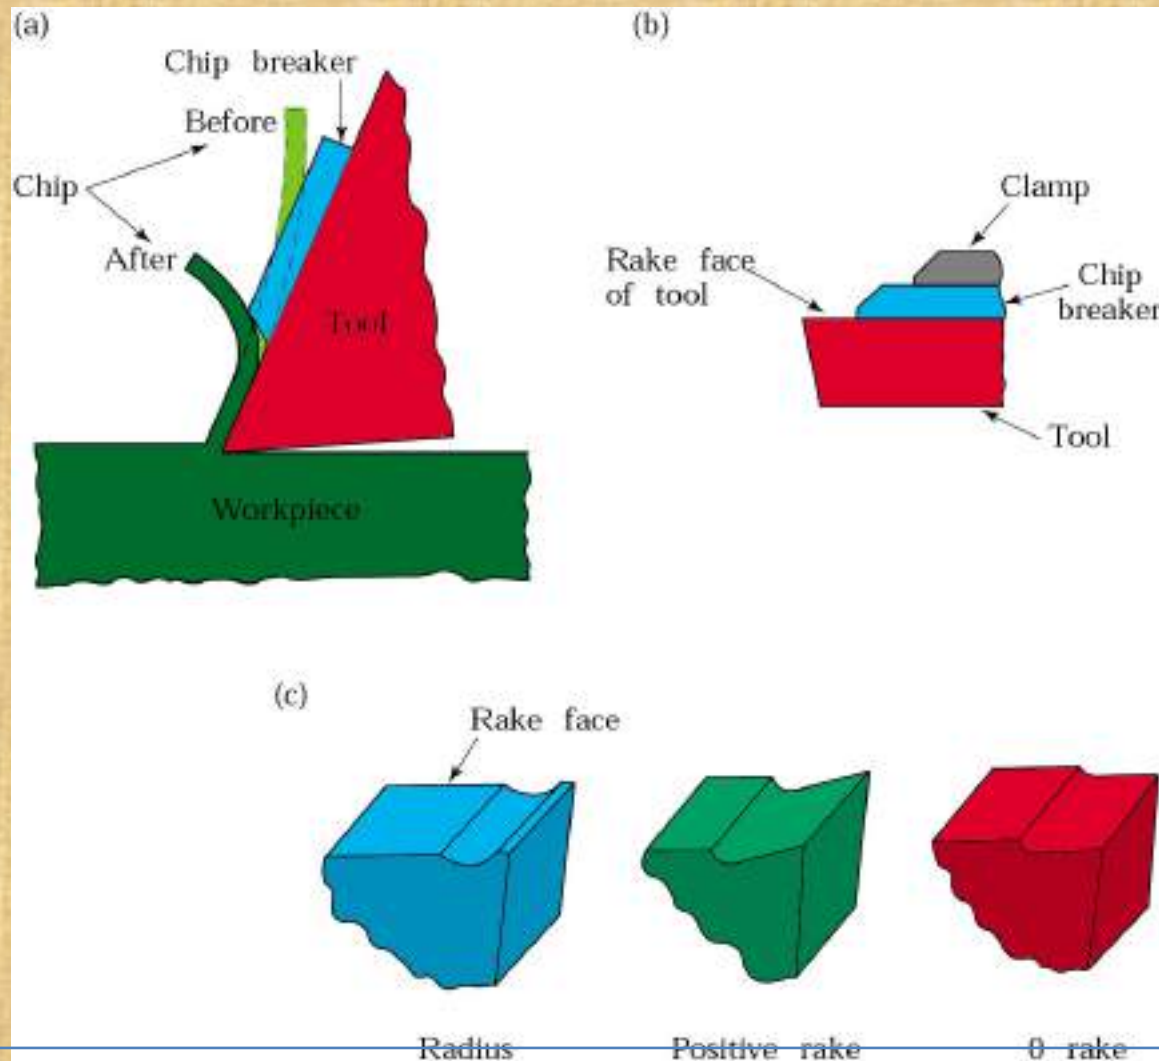 (a)
Chip breaker
Before
Chip
After
Tool
Workpiece
(b)
Clamp
Rake face
of tool
Chip
breaker
Tool
(c)
Rake face
Radius
Positive rake
0 rake